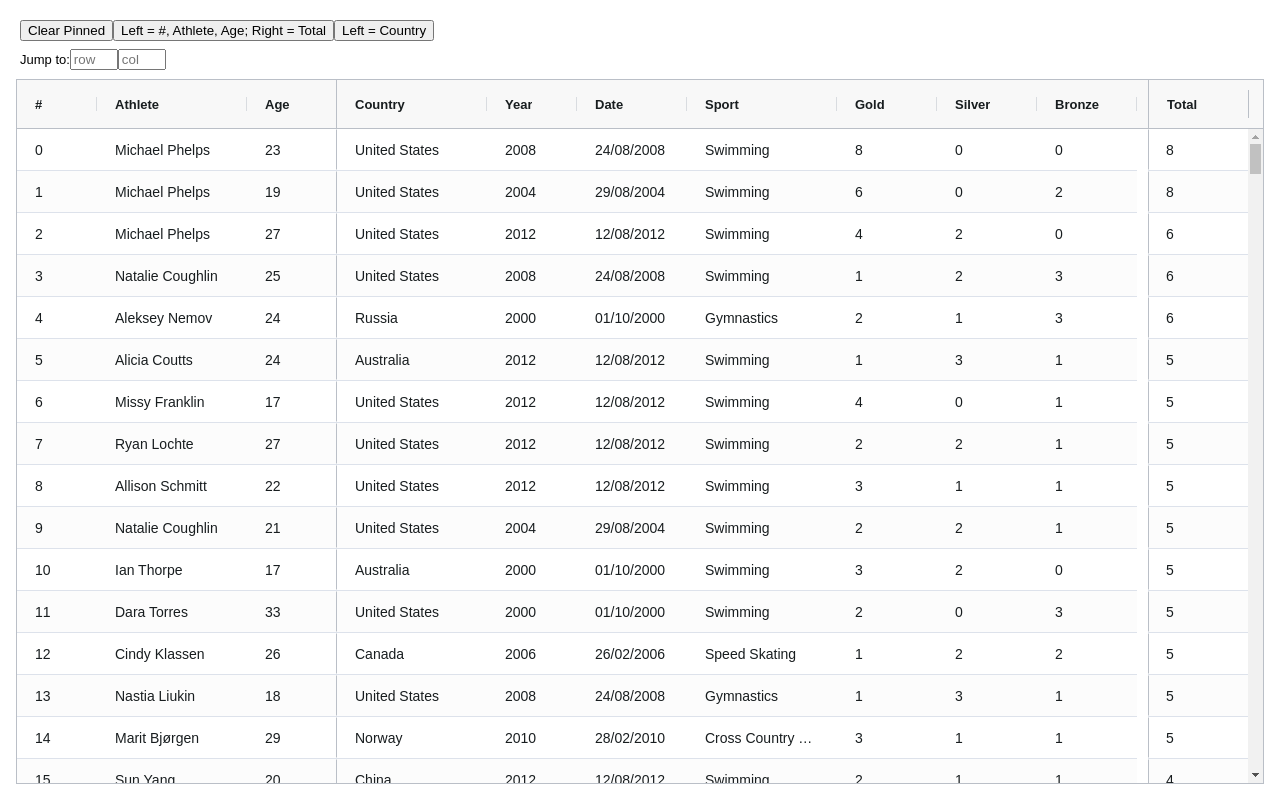 Clear Pinned Left = #, Athlete, Age; Right = Total Left = Country
Jump to: row col
# Athlete Age Country Year Date Sport Gold Silver Bronze Total
0 Michael Phelps 23 United States 2008 24/08/2008 Swimming 8 0 0 8
1 Michael Phelps 19 United States 2004 29/08/2004 Swimming 6 0 2 8
2 Michael Phelps 27 United States 2012 12/08/2012 Swimming 4 2 0 6
3 Natalie Coughlin 25 United States 2008 24/08/2008 Swimming 1 2 3 6
4 Aleksey Nemov 24 Russia 2000 01/10/2000 Gymnastics 2 1 3 6
5 Alicia Coutts 24 Australia 2012 12/08/2012 Swimming 1 3 1 5
6 Missy Franklin 17 United States 2012 12/08/2012 Swimming 4 0 1 5
7 Ryan Lochte 27 United States 2012 12/08/2012 Swimming 2 2 1 5
8 Allison Schmitt 22 United States 2012 12/08/2012 Swimming 3 1 1 5
9 Natalie Coughlin 21 United States 2004 29/08/2004 Swimming 2 2 1 5
10 Ian Thorpe 17 Australia 2000 01/10/2000 Swimming 3 2 0 5
11 Dara Torres 33 United States 2000 01/10/2000 Swimming 2 0 3 5
12 Cindy Klassen 26 Canada 2006 26/02/2006 Speed Skating 1 2 2 5
13 Nastia Liukin 18 United States 2008 24/08/2008 Gymnastics 1 3 1 5
14 Marit Bjørgen 29 Norway 2010 28/02/2010 Cross Country … 3 1 1 5
15 Sun Yang 20 China 2012 12/08/2012 Swimming 2 1 1 4